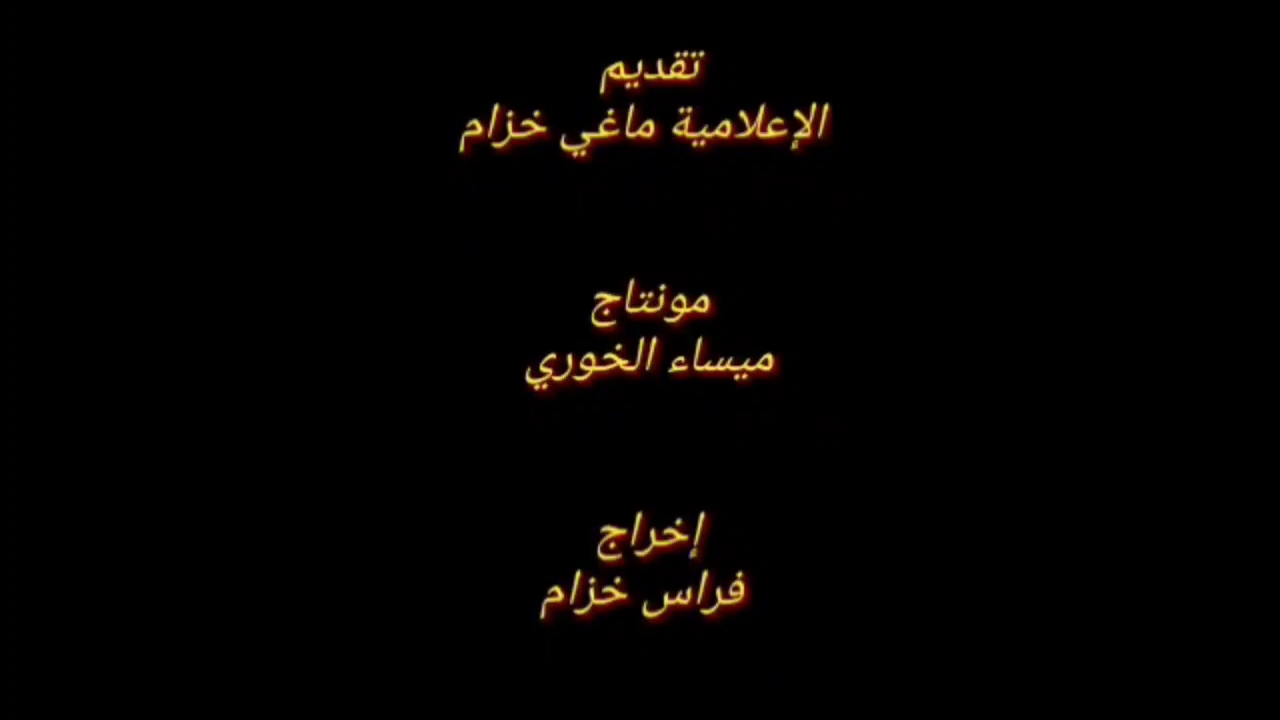 تقديم
الإعلامية ماغي خزام
مونتاج
ميساء الخوري
إخراج
فراس خزام